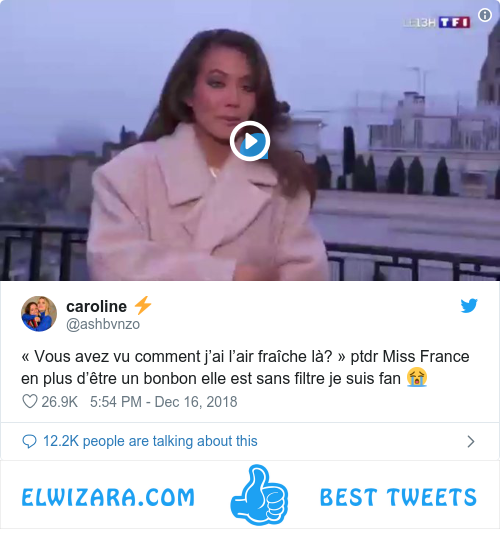 LE 13H TF1
caroline ⚡
@ashbvnzo
« Vous avez vu comment j’ai l’air fraîche là? » ptdr Miss France
en plus d’être un bonbon elle est sans filtre je suis fan 😭
26.9K 5:54 PM - Dec 16, 2018
12.2K people are talking about this
ELWIZARA.COM BEST TWEETS